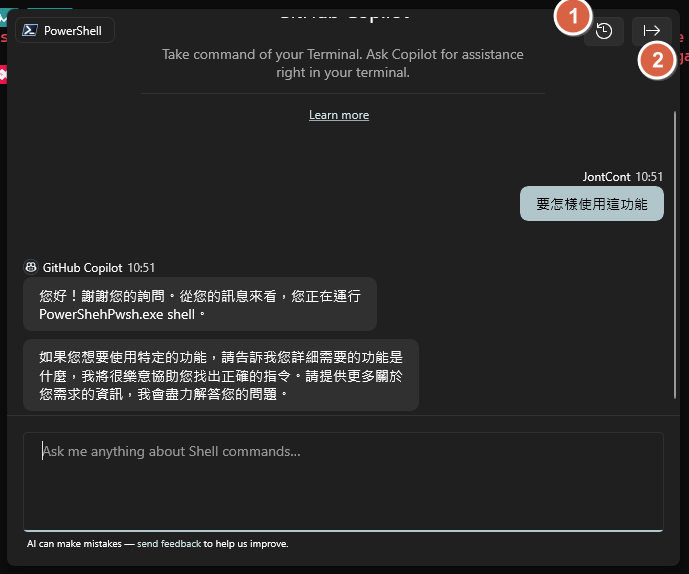 PowerShell
GitHub Copilot
1
2
Take command of your Terminal. Ask Copilot for assistance
right in your terminal.
Learn more
JontCont 10:51
要怎樣使用這功能
GitHub Copilot 10:51
您好！謝謝您的詢問。從您的訊息來看，您正在運行
PowerShehPwsh.exe shell。
如果您想要使用特定的功能，請告訴我您詳細需要的功能是
什麼，我將很樂意協助您找出正確的指令。請提供更多關於
您需求的資訊，我會盡力解答您的問題。
Ask me anything about Shell commands...
AI can make mistakes — send feedback to help us improve.